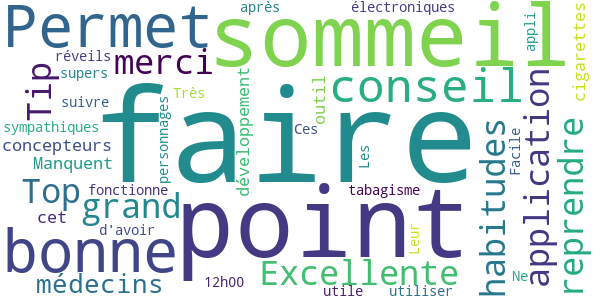 Permet
sommeil
après
électroniques
appli
cigarettes
réveils
supers
merci
Tip
suivre
Très
conseil
outil
sympathiques
concepteurs
Manquent
personnages
développement
faire
Ces
Les
habitudes
Facile
application
reprendre
Top
fonctionne
cet
grand
d'avoir
point
tabagisme
Leur
bonne
médecins
12h00
Excellente
utile
utiliser
Ne